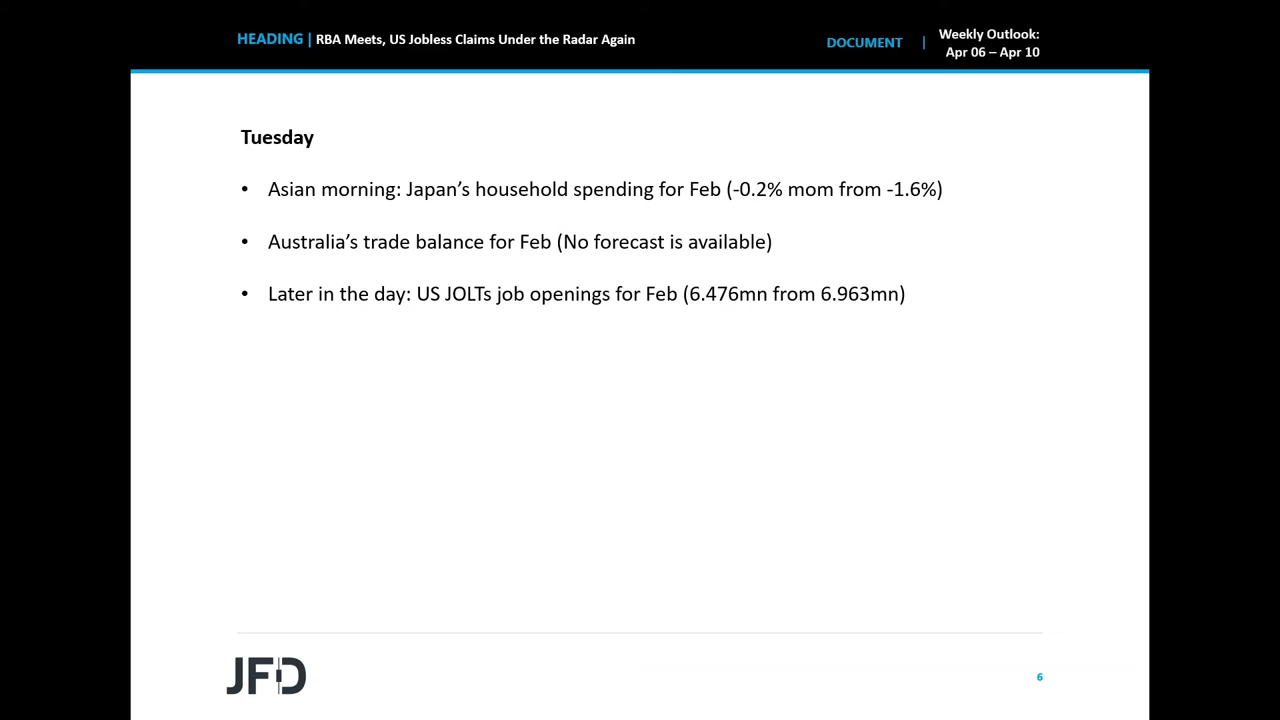 HEADING | RBA Meets, US Jobless Claims Under the Radar Again
DOCUMENT | Weekly Outlook:
Apr 06 – Apr 10
Tuesday
• Asian morning: Japan’s household spending for Feb (-0.2% mom from -1.6%)
• Australia’s trade balance for Feb (No forecast is available)
• Later in the day: US JOLTs job openings for Feb (6.476mn from 6.963mn)
JFD
6